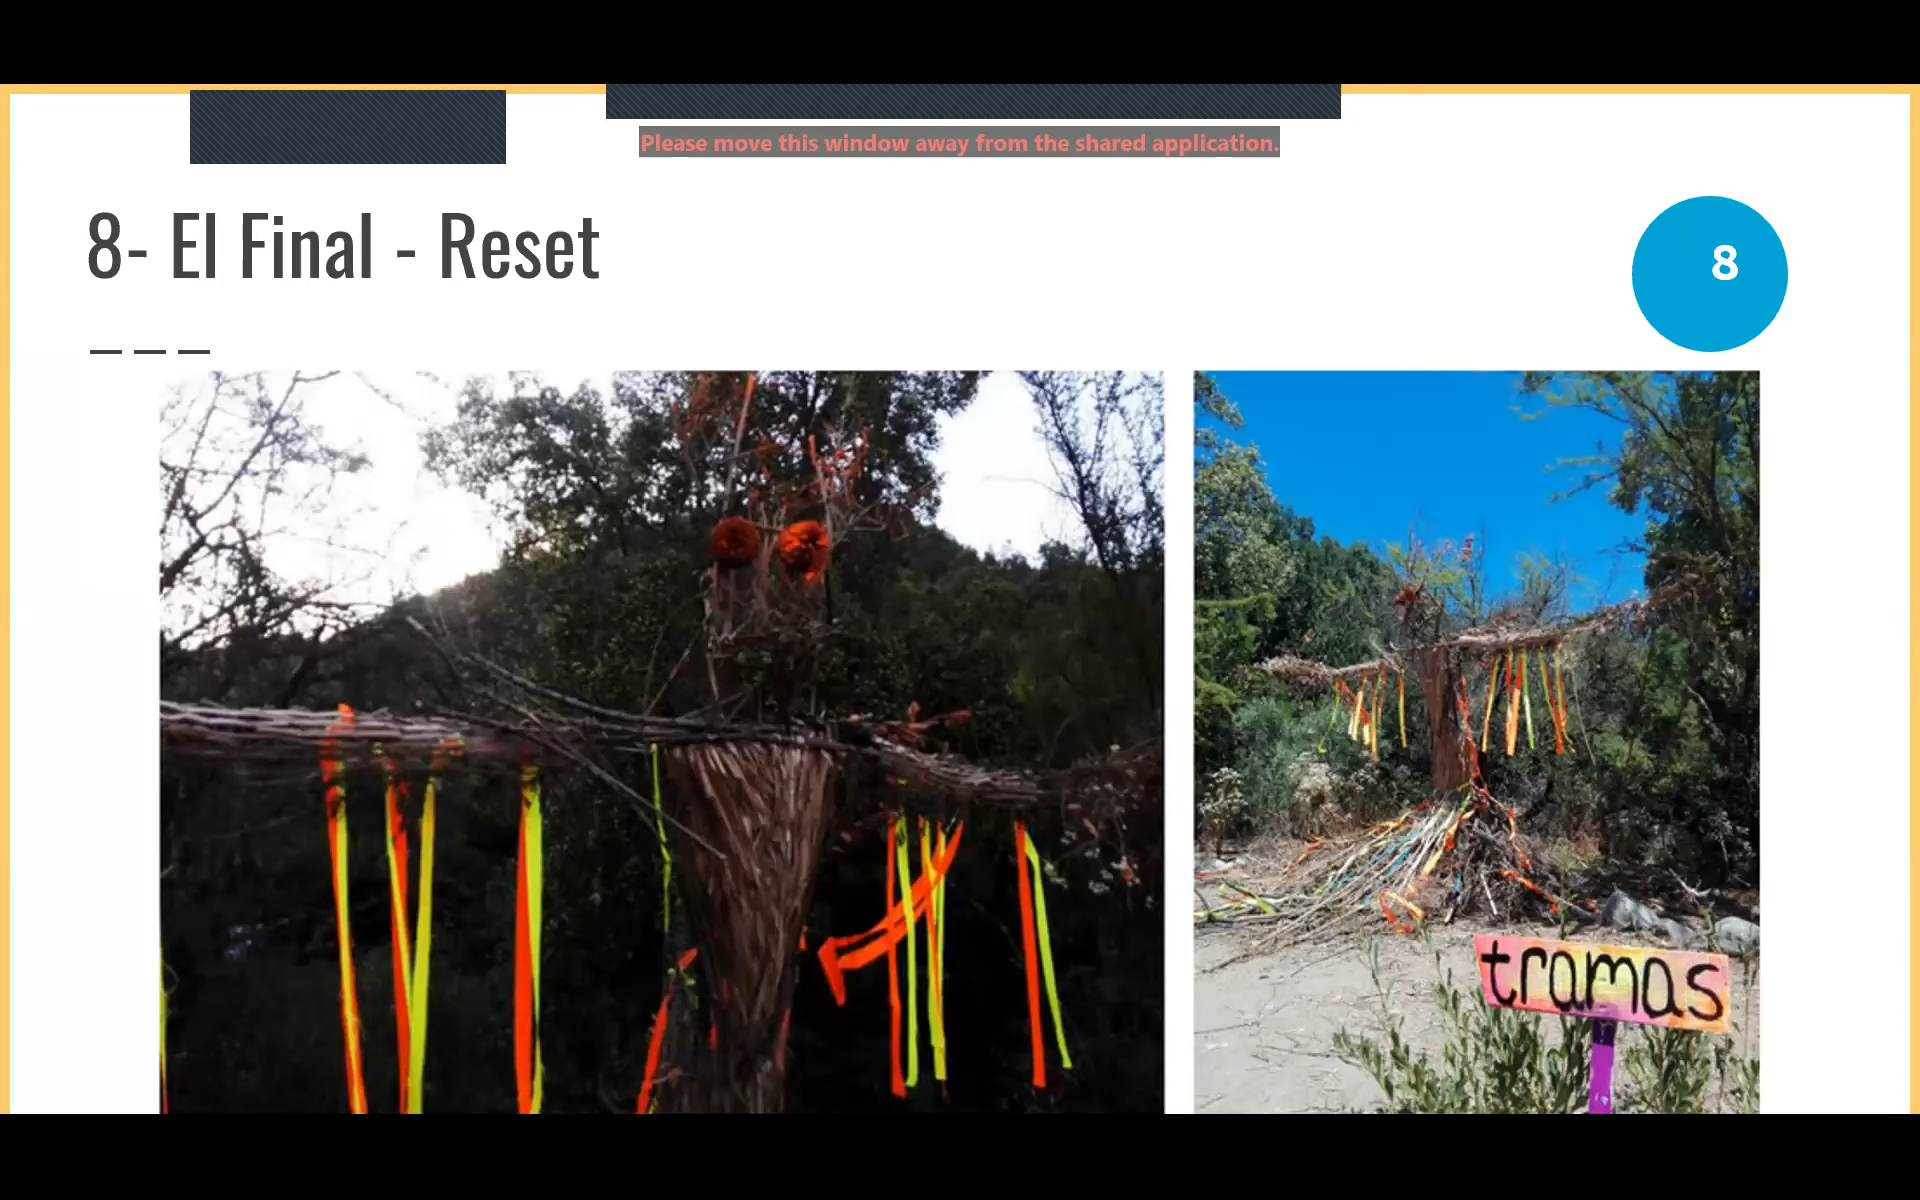 Please move this window away from the shared application.
8- El Final - Reset
8
tramas